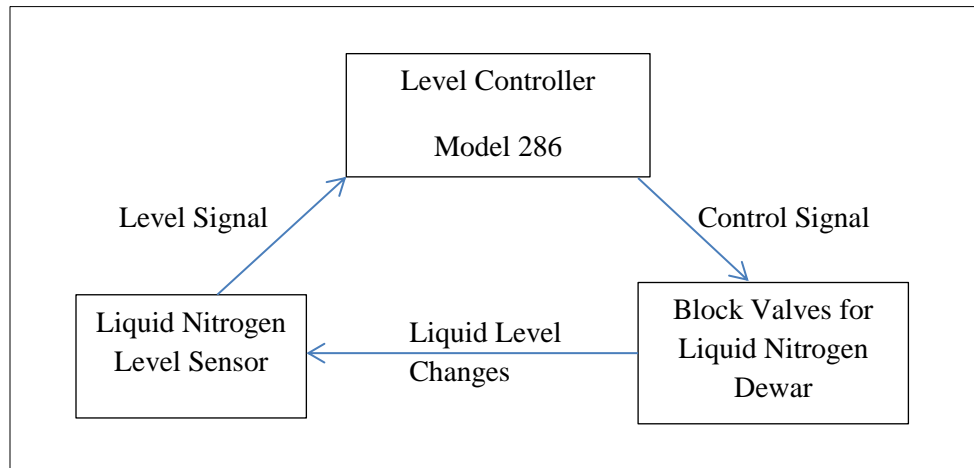 Level Controller
Model 286
Level Signal
Control Signal
Liquid Nitrogen
Level Sensor
Liquid Level
Changes
Block Valves for
Liquid Nitrogen
Dewar